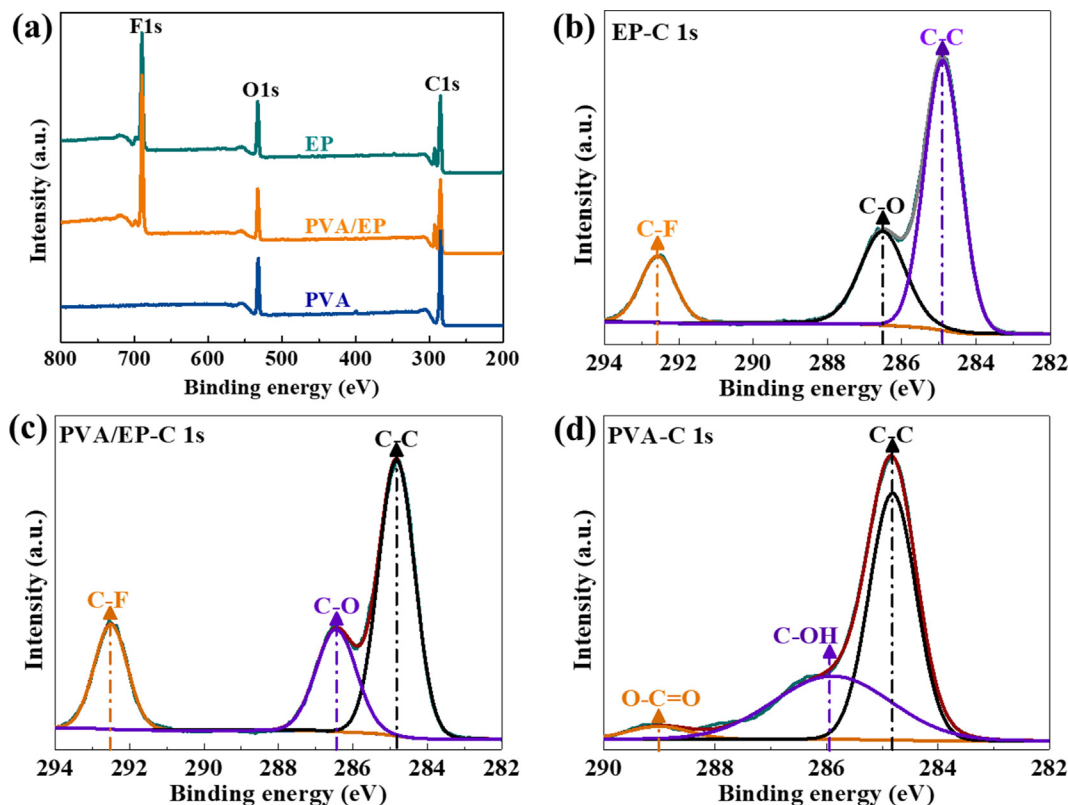 (a)
F1s
O1s
C1s
EP
PVA/EP
PVA
Intensity (a.u.)
800 700 600 500 400 300 200
Binding energy (eV)
(b)
EP-C 1s
C-C
C-O
C-F
Intensity (a.u.)
294 292 290 288 286 284 282
Binding energy (eV)
(c)
PVA/EP-C 1s
C-C
C-F
C-O
Intensity (a.u.)
294 292 290 288 286 284 282
Binding energy (eV)
(d)
PVA-C 1s
C-C
C-OH
O-C=O
Intensity (a.u.)
290 288 286 284 282
Binding energy (eV)